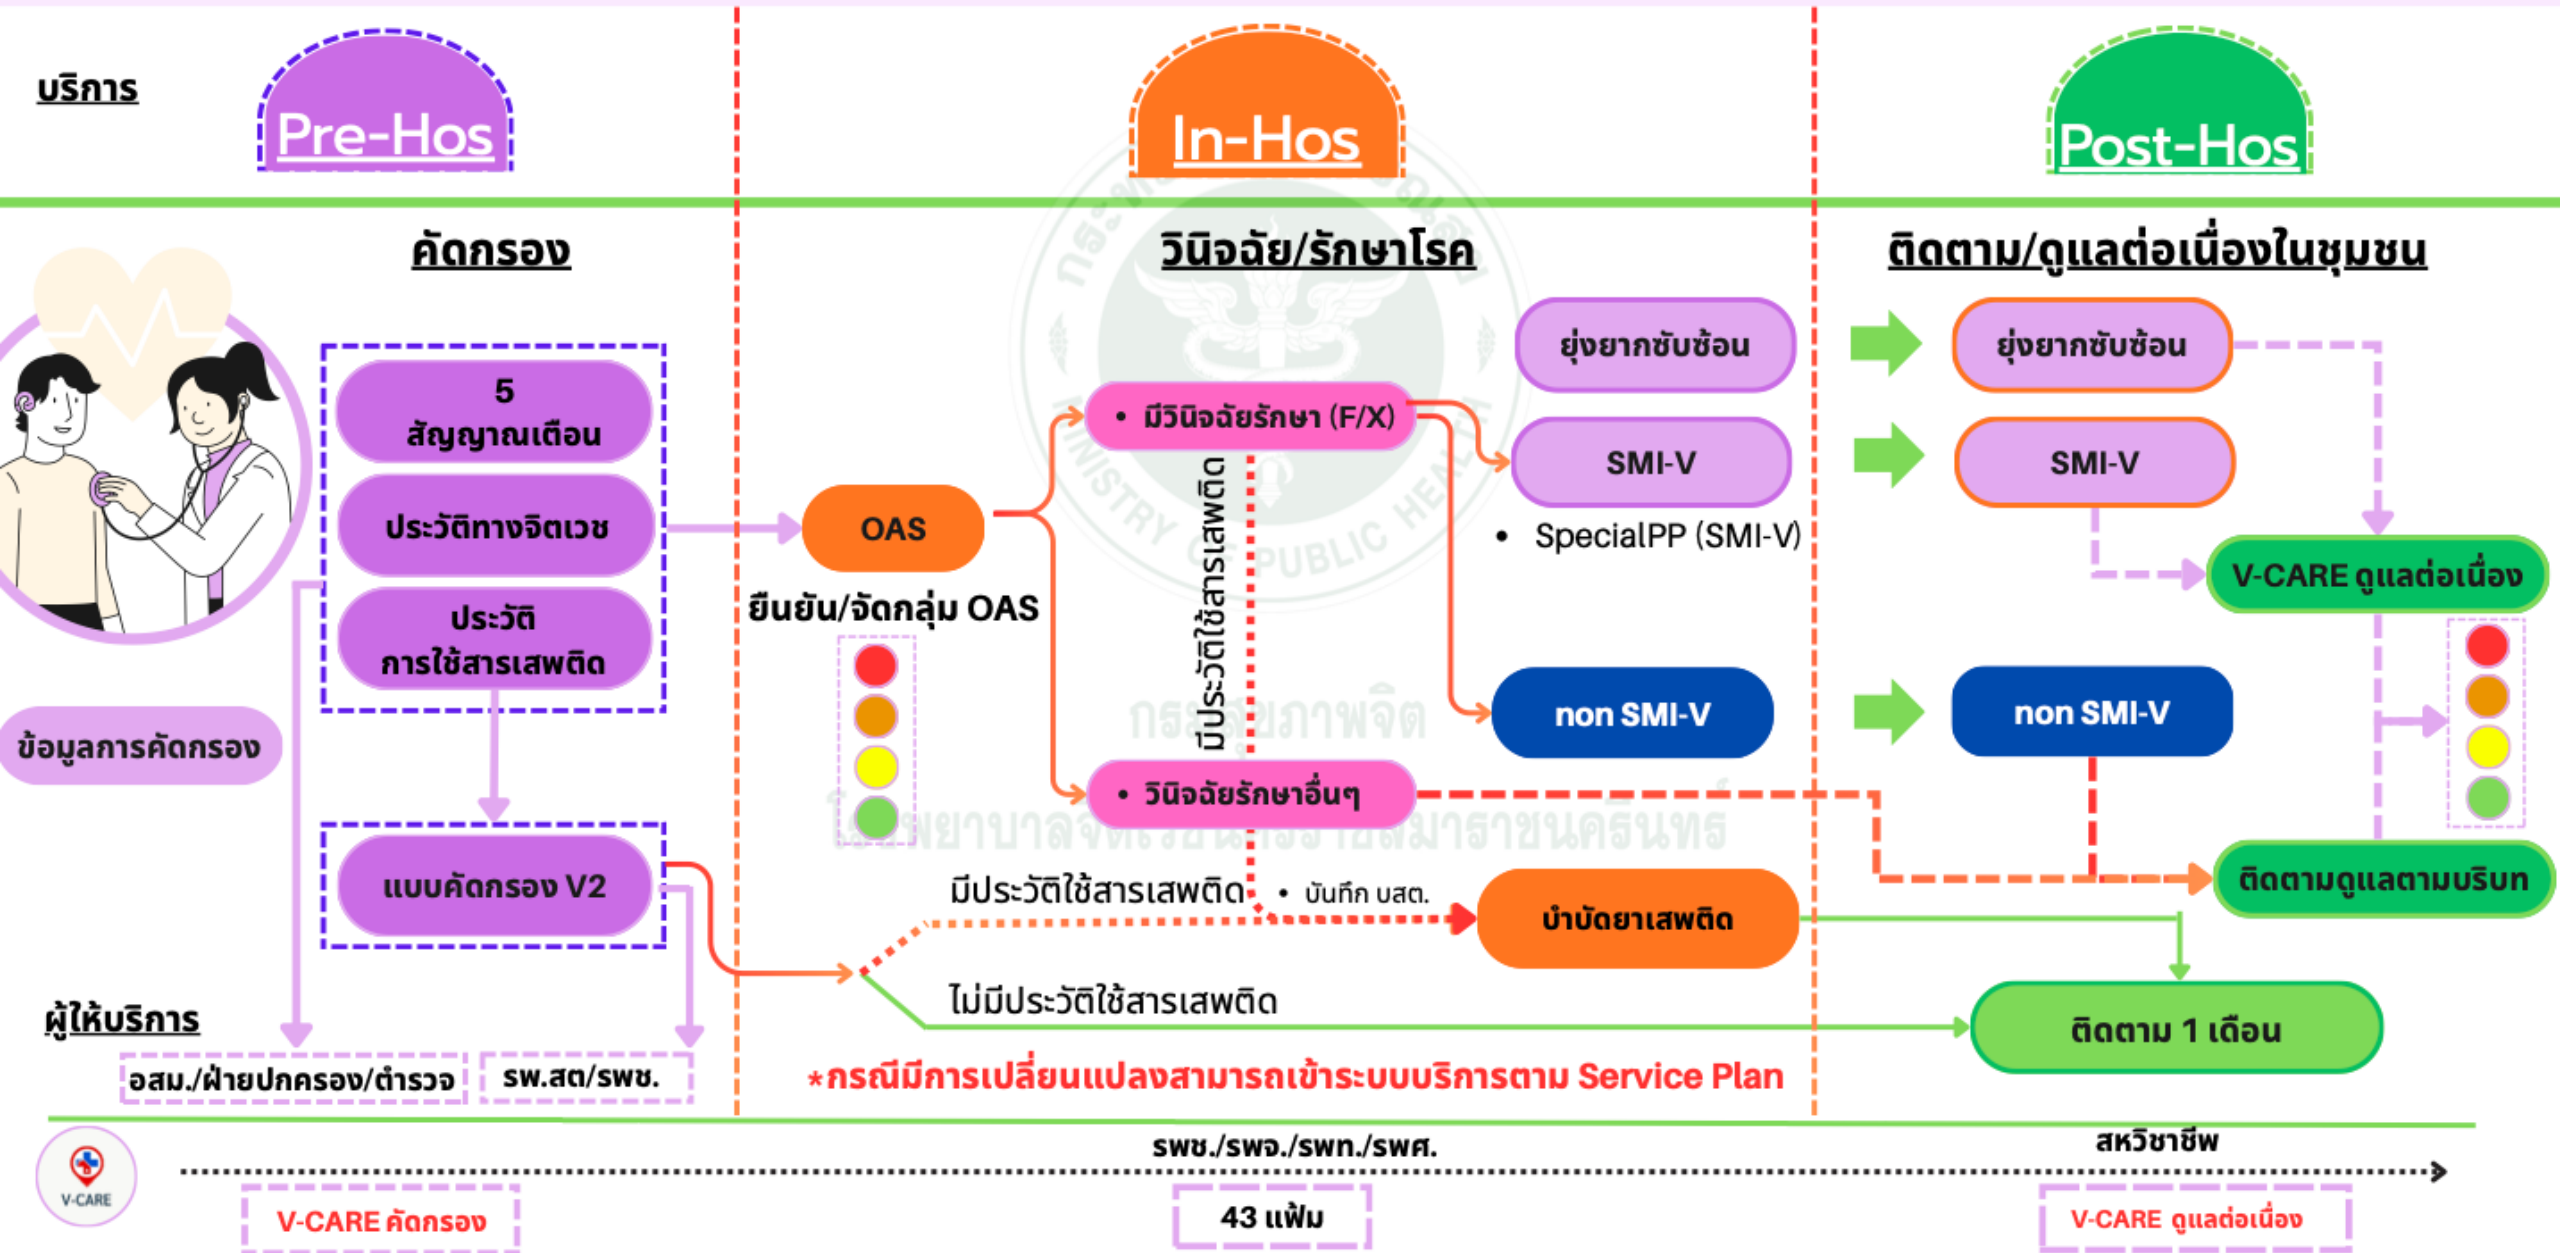 บริการ
Pre-Hos
In-Hos
Post-Hos
คัดกรอง
วินิจฉัย/รักษาโรค
ติดตาม/ดูแลต่อเนื่องในชุมชน
5
สัญญาณเตือน
ประวัติทางจิตเวช
ประวัติ
การใช้สารเสพติด
ข้อมูลการคัดกรอง
แบบคัดกรอง V2
ผู้ให้บริการ
อสม./ฝ่ายปกครอง/ตำรวจ
รพ.สต/รพช.
OAS
ยืนยัน/จัดกลุ่ม OAS
• มีวินิจฉัยรักษา (F/X)
มีประวัติใช้สารเสพติด
• วินิจฉัยรักษาอื่นๆ
ยุ่งยากซับซ้อน
SMI-V
• SpecialPP (SMI-V)
non SMI-V
มีประวัติใช้สารเสพติด
• บันทึก บสต.
บำบัดยาเสพติด
ไม่มีประวัติใช้สารเสพติด
*กรณีมีการเปลี่ยนแปลงสามารถเข้าระบบบริการตาม Service Plan
ยุ่งยากซับซ้อน
SMI-V
V-CARE ดูแลต่อเนื่อง
non SMI-V
ติดตามดูแลตามบริบท
ติดตาม 1 เดือน
MINISTRY OF PUBLIC HEALTH
รพช./รพจ./รพท./รพศ.
สหวิชาชีพ
V-CARE
V-CARE คัดกรอง
43 แฟ้ม
V-CARE ดูแลต่อเนื่อง